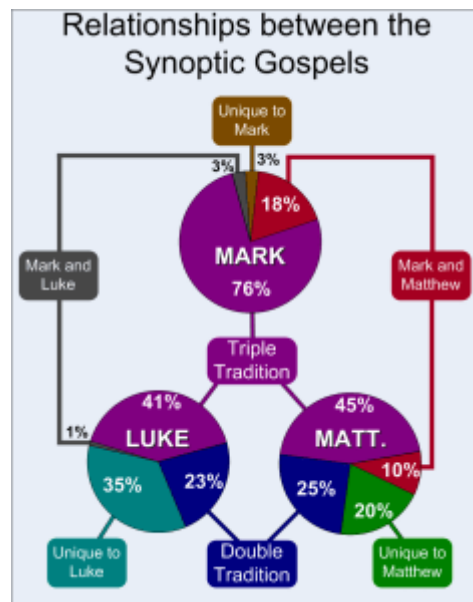 Relationships between the
Synoptic Gospels
Unique to
Mark
3%
3%
18%
MARK
76%
Mark and
Luke
Mark and
Matthew
Triple
Tradition
41%
45%
1%
LUKE
MATT.
35%
23%
25%
10%
20%
Unique to
Luke
Double
Tradition
Unique to
Matthew